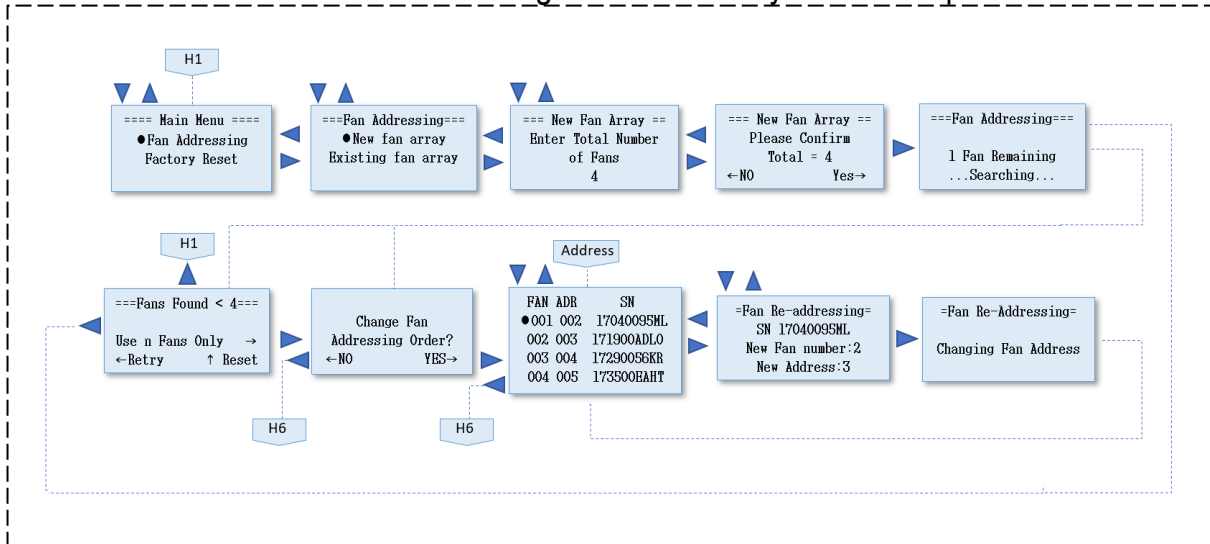 H1
==== Main Menu ====
●Fan Addressing
Factory Reset
===Fan Addressing===
●New fan array
Existing fan array
=== New Fan Array ==
Enter Total Number
of Fans
4
=== New Fan Array ==
Please Confirm
Total = 4
←NO Yes→
===Fan Addressing===
1 Fan Remaining
...Searching...
H1
===Fans Found < 4===
Use n Fans Only →
←Retry ↑ Reset
Change Fan
Addressing Order?
←NO YES→
H6
Address
FAN ADR SN
●001 002 17040095ML
002 003 171900ADLO
003 004 17290056KR
004 005 173500EAHT
H6
=Fan Re-addressing=
SN 17040095ML
New Fan number:2
New Address:3
=Fan Re-Addressing=
Changing Fan Address